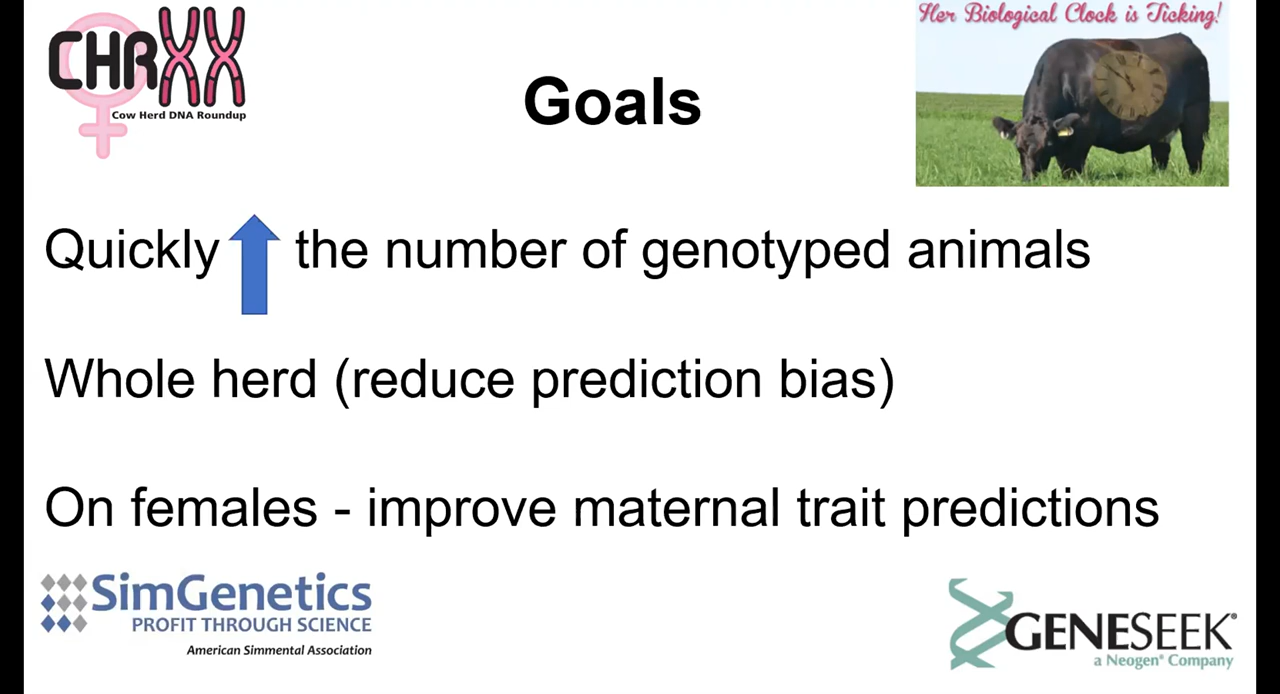 CHRXX
Cow Herd DNA Roundup
Goals
Her Biological Clock is Ticking!
Quickly the number of genotyped animals
Whole herd (reduce prediction bias)
On females - improve maternal trait predictions
SimGenetics
PROFIT THROUGH SCIENCE
American Simmental Association
GENESEEK®
a Neogen® Company